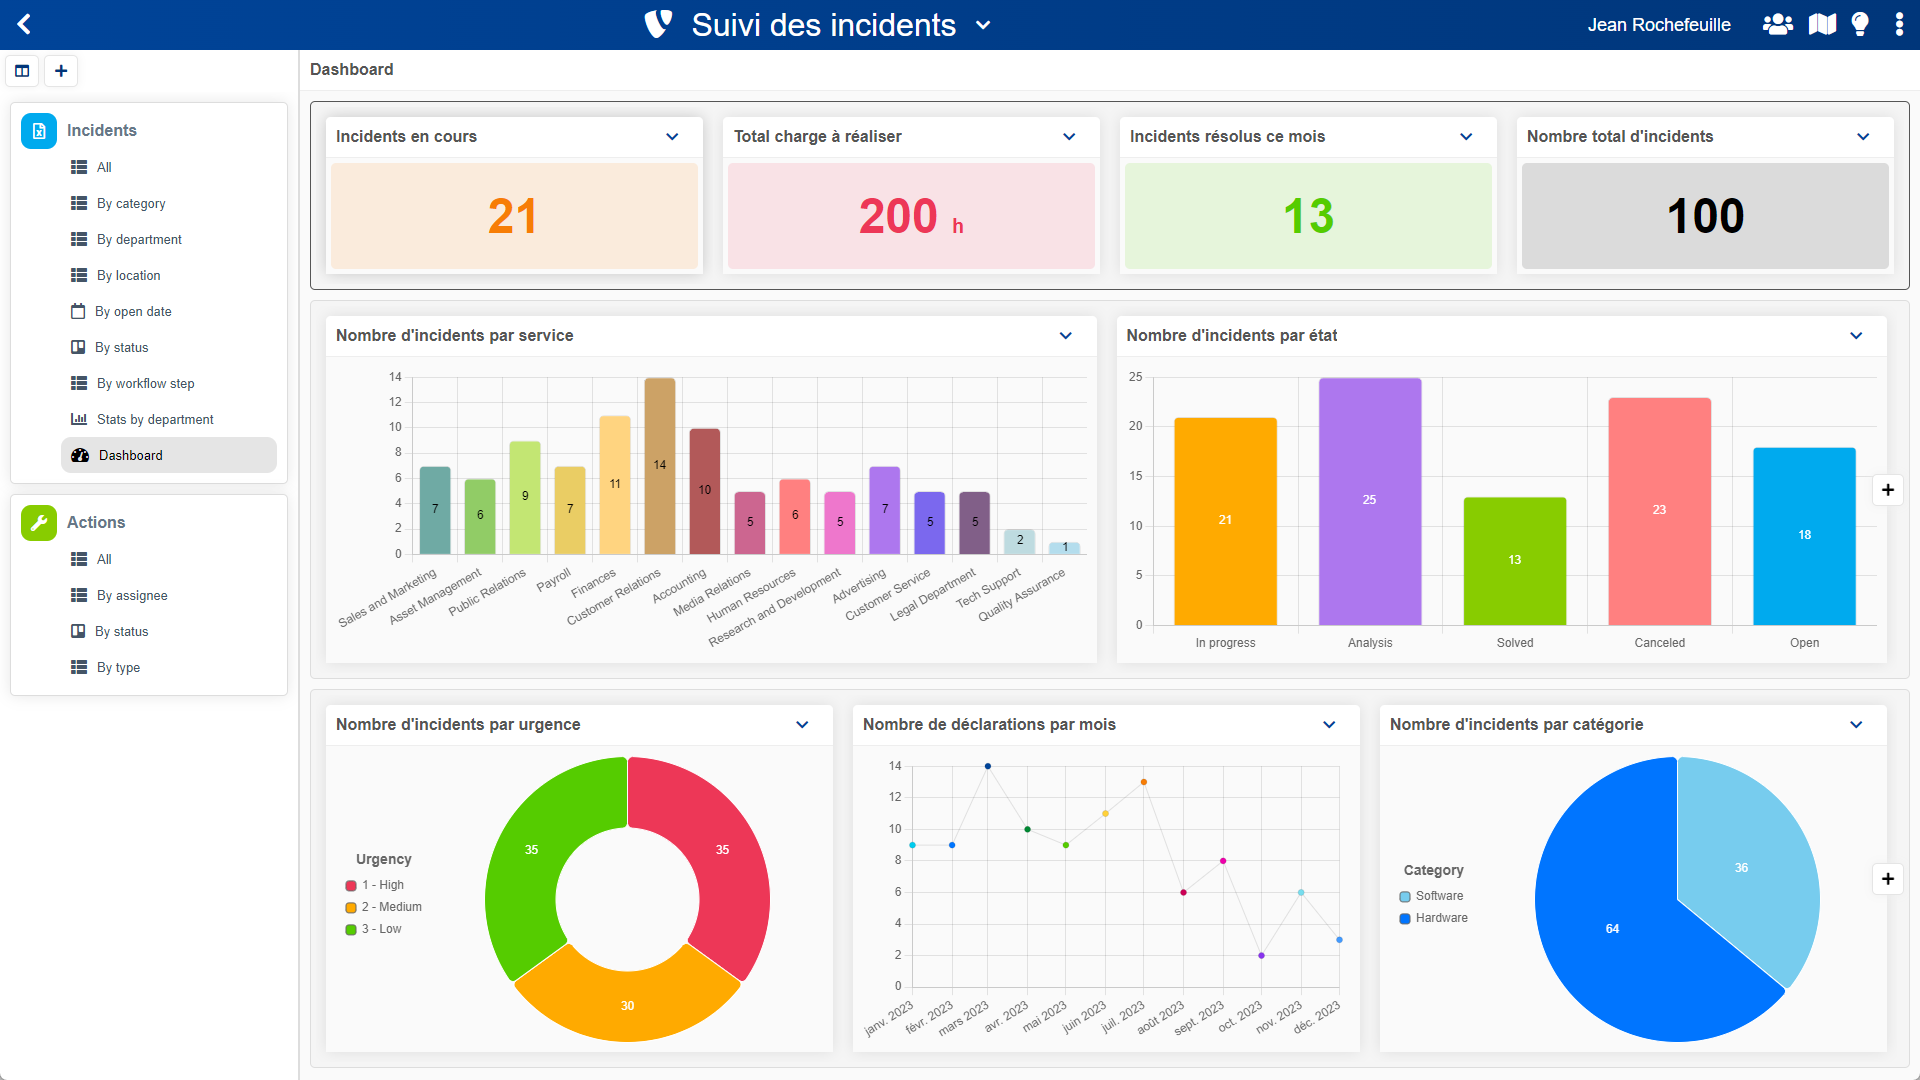 Suivi des incidents
Jean Rochefeuille
Incidents
All
By category
By department
By location
By open date
By status
By workflow step
Stats by department
Dashboard
Actions
All
By assignee
By status
By type
Dashboard
Incidents en cours
21
Total charge à réaliser
200 h
Incidents résolus ce mois
13
Nombre total d'incidents
100
Nombre d'incidents par service
14
12
10
8
6
4
2
0
7
6
9
7
11
14
10
5
6
5
7
5
5
2
1
Sales and Marketing
Asset Management
Public Relations
Payroll
Finances
Customer Relations
Accounting
Media Relations
Human Resources
Research and Development
Advertising
Customer Service
Legal Department
Tech Support
Quality Assurance
Nombre d'incidents par état
25
20
15
10
5
0
21
25
13
23
18
In progress
Analysis
Solved
Canceled
Open
Nombre d'incidents par urgence
Urgency
1 - High
2 - Medium
3 - Low
35
35
30
Nombre de déclarations par mois
14
12
10
8
6
4
2
0
janv. 2023
févr. 2023
mars 2023
avr. 2023
mai 2023
juin 2023
juil. 2023
août 2023
sept. 2023
oct. 2023
nov. 2023
déc. 2023
Nombre d'incidents par catégorie
Category
Software
Hardware
36
64